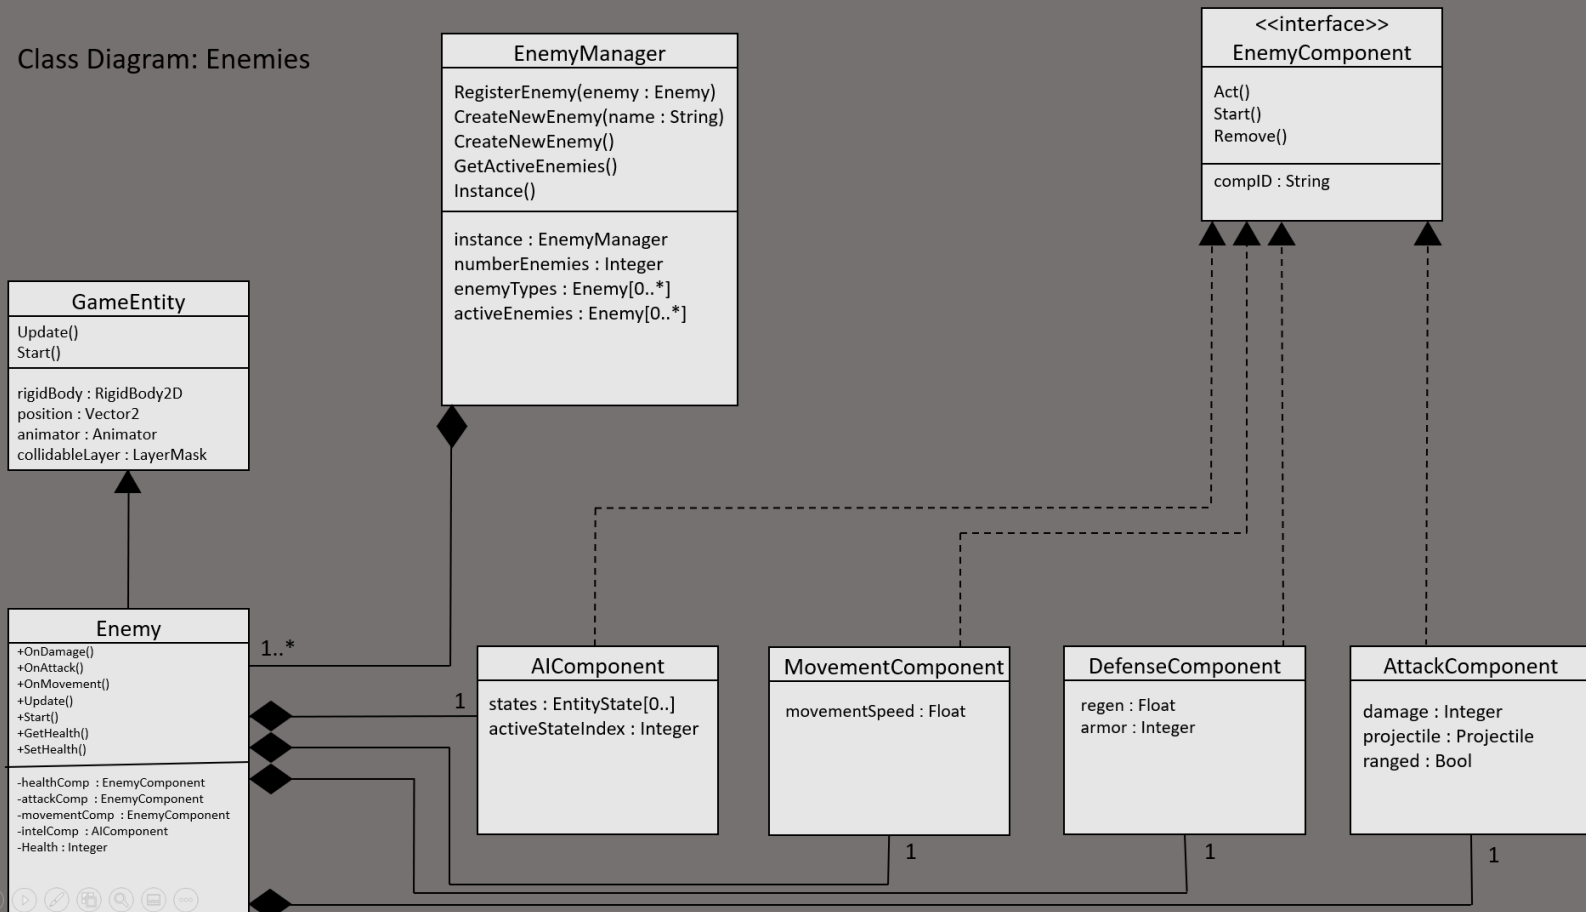 Class Diagram: Enemies
EnemyManager
RegisterEnemy(enemy : Enemy)
CreateNewEnemy(name : String)
CreateNewEnemy()
GetActiveEnemies()
Instance()
instance : EnemyManager
numberEnemies : Integer
enemyTypes : Enemy[0..*]
activeEnemies : Enemy[0..*]
<<interface>>
EnemyComponent
Act()
Start()
Remove()
compID : String
GameEntity
Update()
Start()
rigidBody : RigidBody2D
position : Vector2
animator : Animator
collidableLayer : LayerMask
Enemy
+OnDamage()
+OnAttack()
+OnMovement()
+Update()
+Start()
+GetHealth()
+SetHealth()
-healthComp : EnemyComponent
-attackComp : EnemyComponent
-movementComp : EnemyComponent
-intelComp : AIComponent
-Health : Integer
1..*
1
AIComponent
states : EntityState[0..]
activeStateIndex : Integer
MovementComponent
movementSpeed : Float
1
DefenseComponent
regen : Float
armor : Integer
1
AttackComponent
damage : Integer
projectile : Projectile
ranged : Bool
1